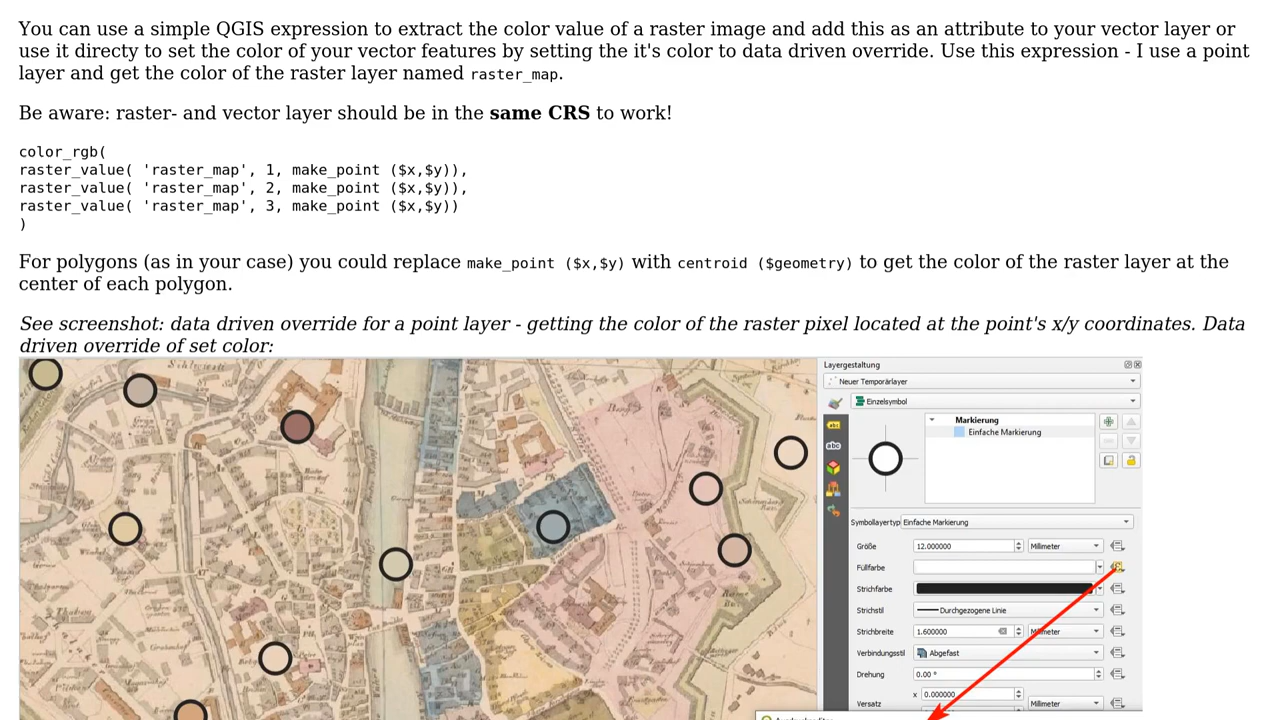 You can use a simple QGIS expression to extract the color value of a raster image and add this as an attribute to your vector layer or
use it directy to set the color of your vector features by setting the it's color to data driven override. Use this expression - I use a point
layer and get the color of the raster layer named raster_map.
Be aware: raster- and vector layer should be in the same CRS to work!
color_rgb(
raster_value( 'raster_map', 1, make_point ($x,$y)),
raster_value( 'raster_map', 2, make_point ($x,$y)),
raster_value( 'raster_map', 3, make_point ($x,$y))
)
For polygons (as in your case) you could replace make_point ($x,$y) with centroid ($geometry) to get the color of the raster layer at the
center of each polygon.
See screenshot: data driven override for a point layer - getting the color of the raster pixel located at the point's x/y coordinates. Data
driven override of set color:
Layergestaltung
Neuer Temporärlayer
Einzelsymbol
Markierung
Einfache Markierung
Symbollayertyp Einfache Markierung
Größe 12.000000 Millimeter
Füllfarbe
Strichfarbe
Strichstil Durchgezogene Linie
Strichbreite 1.600000 Millimeter
Verbindungsstil Abgefast
Drehung 0.00 °
x 0.000000
Versatz Millimeter